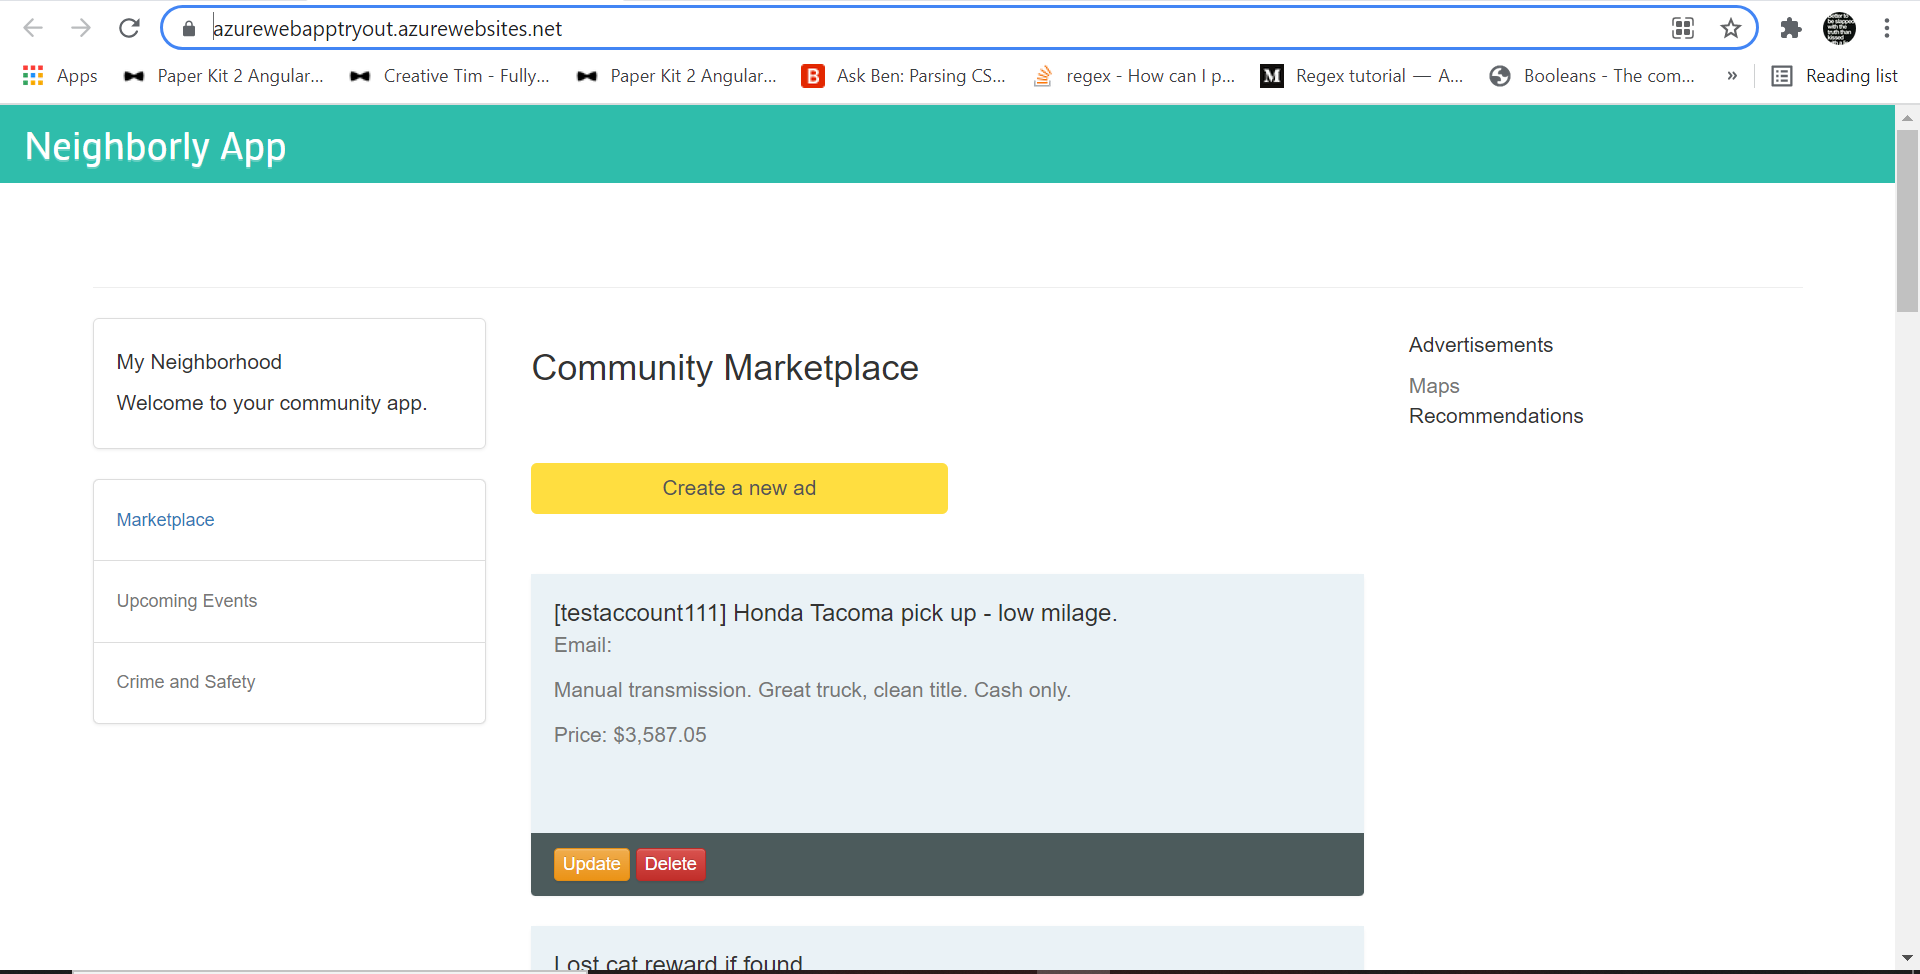 azurewebapptryout.azurewebsites.net
Apps
Paper Kit 2 Angular...
Creative Tim - Fully...
Paper Kit 2 Angular...
B
Ask Ben: Parsing CS...
regex - How can I p...
M
Regex tutorial — A...
Booleans - The com...
»
Reading list
Neighborly App
My Neighborhood
Welcome to your community app.
Marketplace
Upcoming Events
Crime and Safety
Community Marketplace
Create a new ad
[testaccount111] Honda Tacoma pick up - low milage.
Email:
Manual transmission. Great truck, clean title. Cash only.
Price: $3,587.05
Update Delete
Lost cat reward if found
Advertisements
Maps
Recommendations